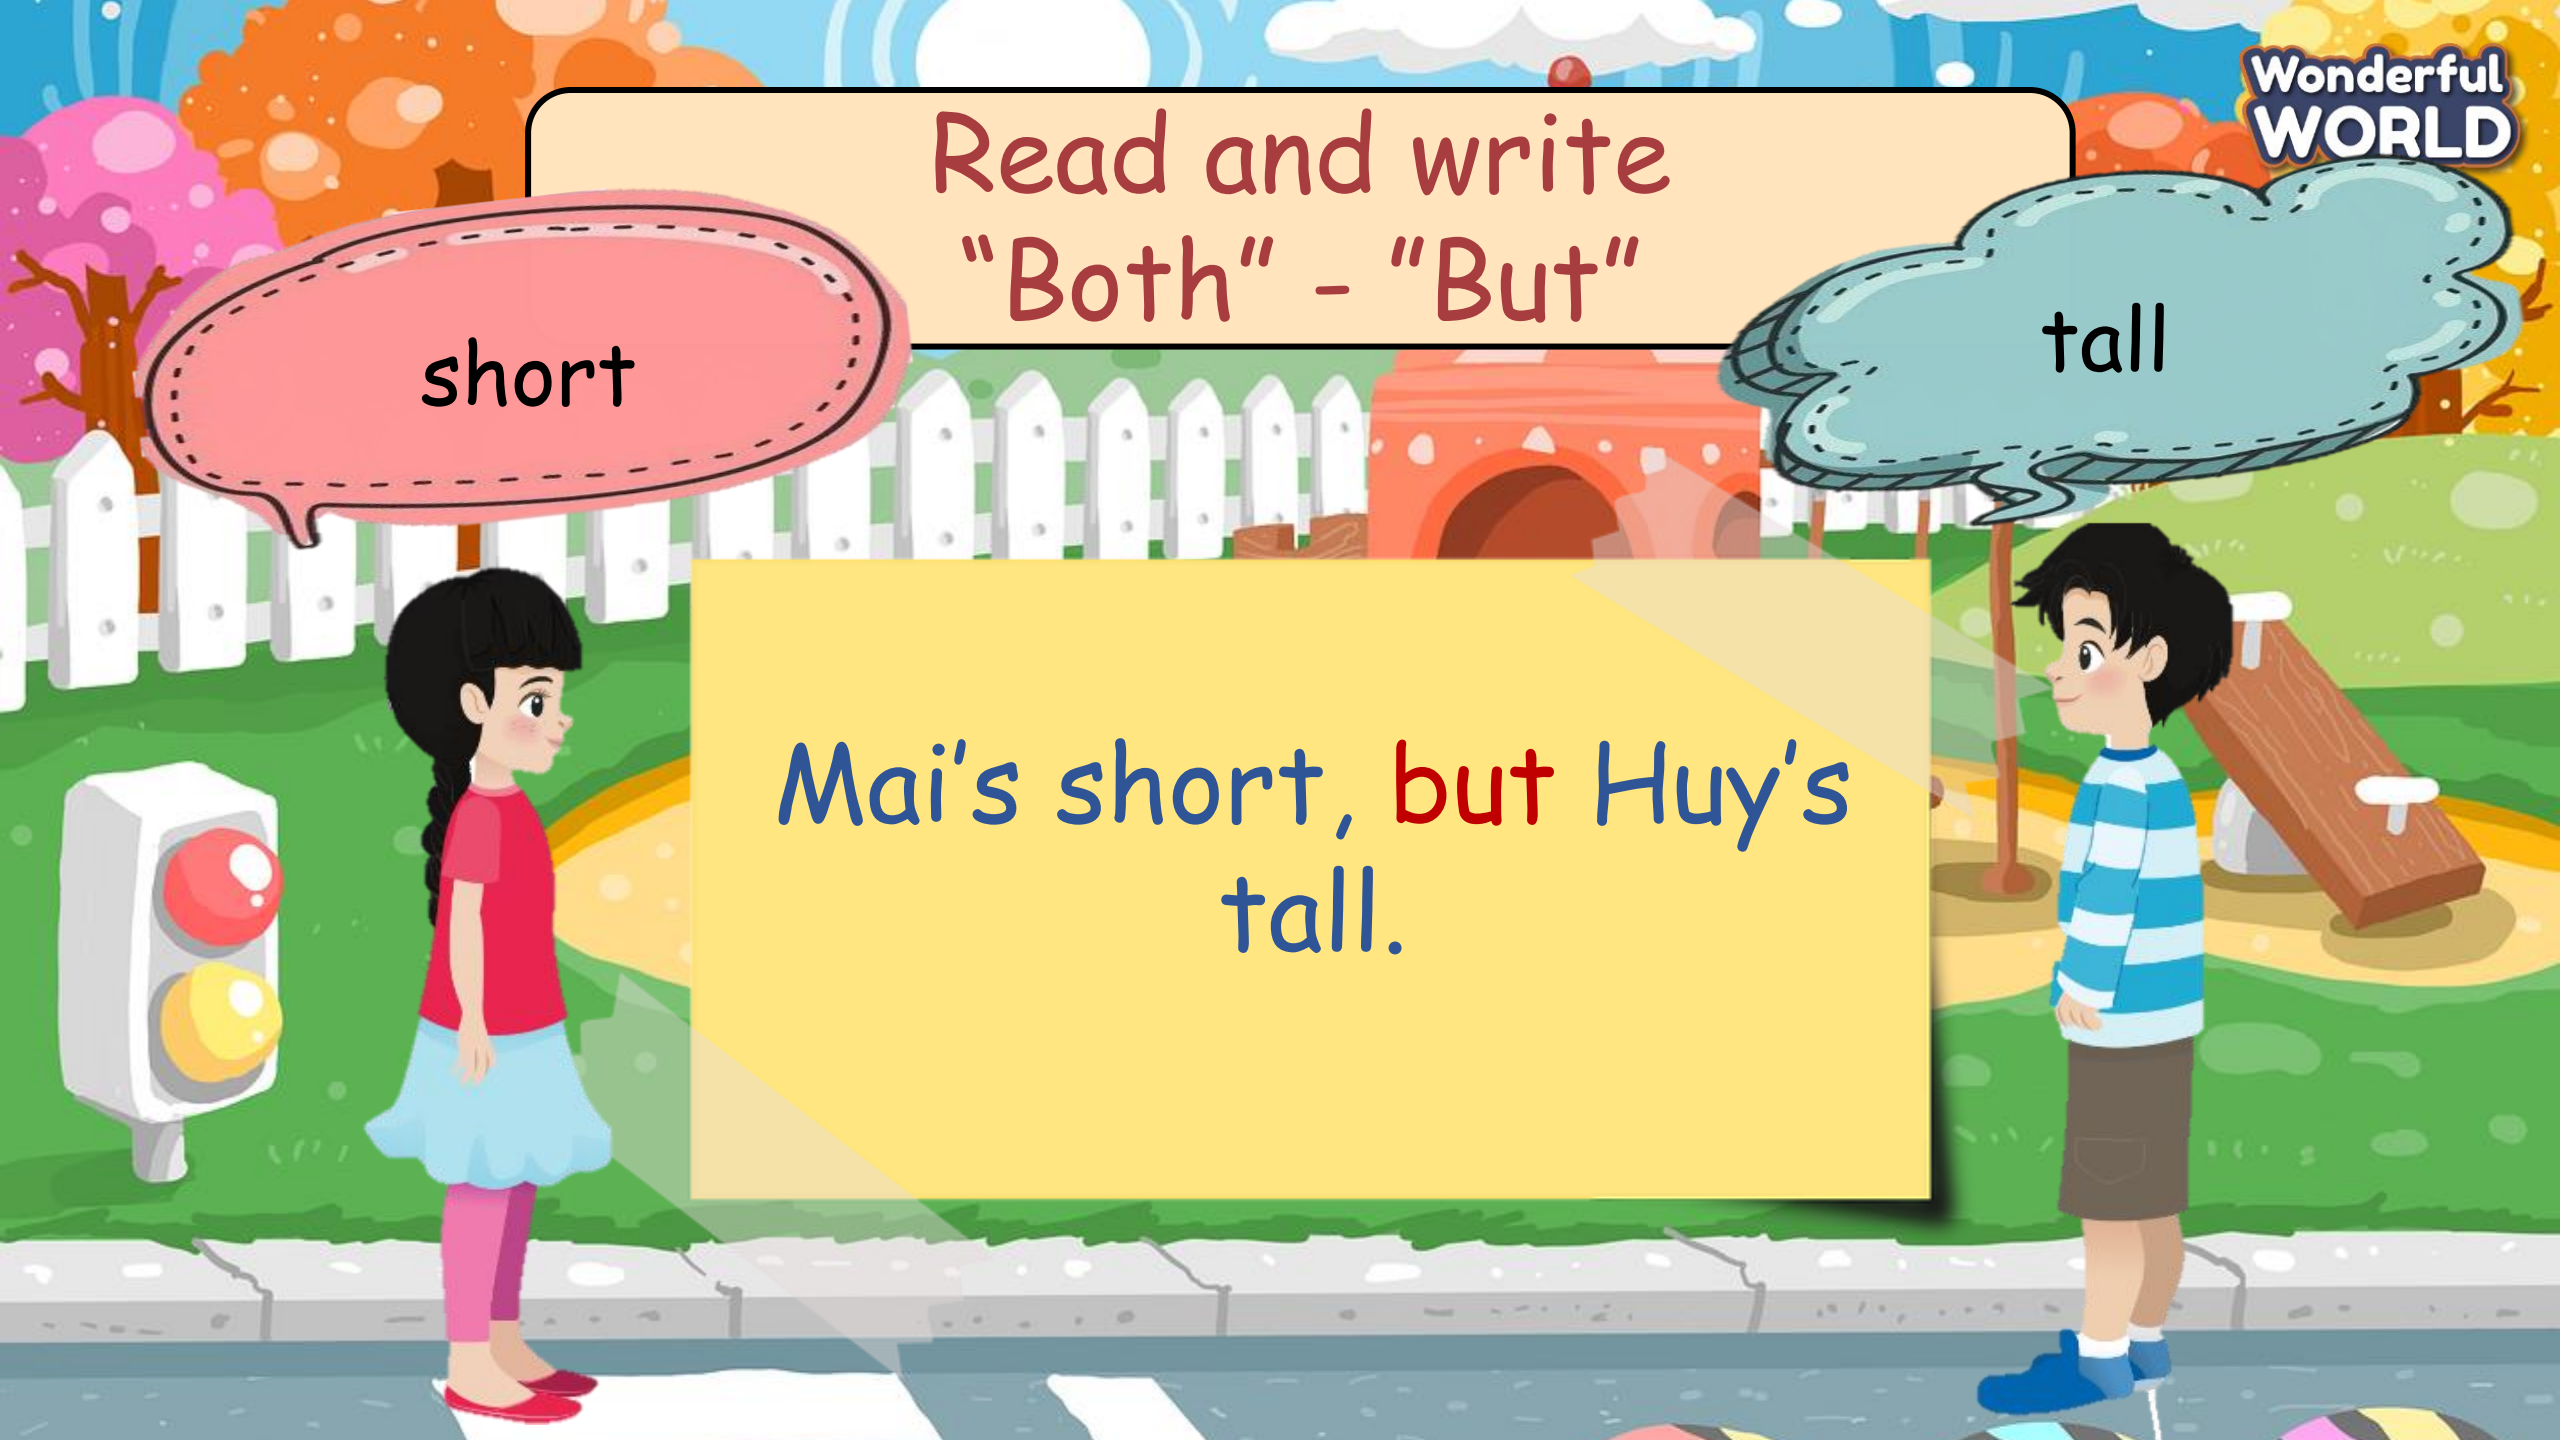 Wonderful
WORLD
Read and write
“Both” - ”But”
short
tall
Mai’s short, but Huy’s
tall.